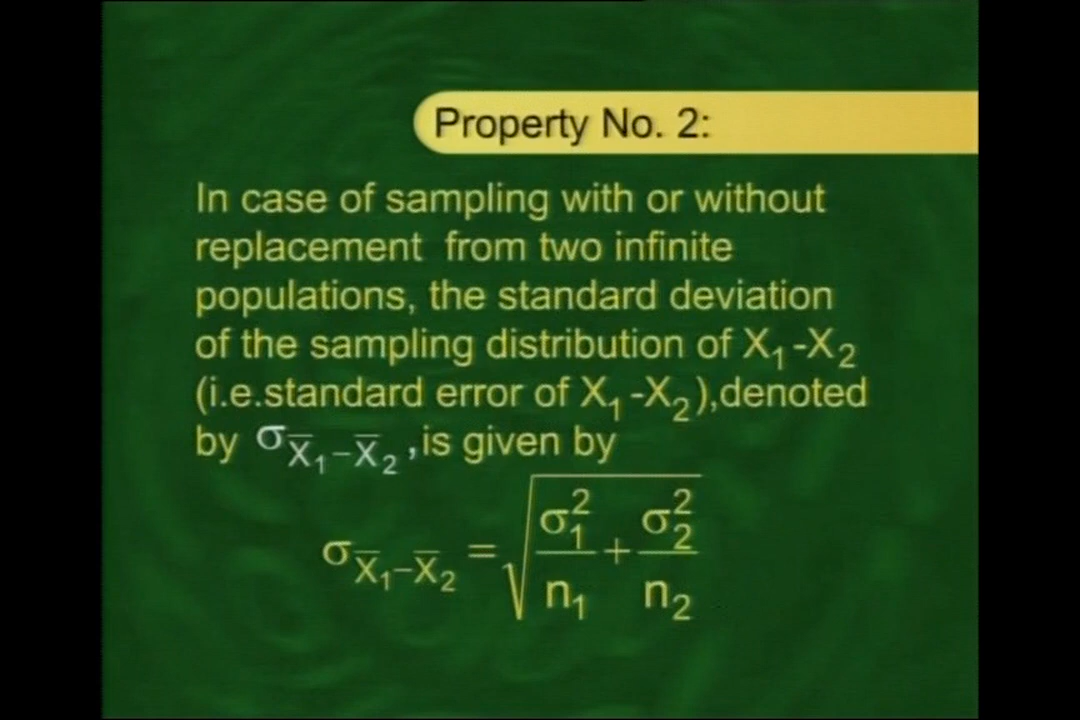 Property No. 2:
In case of sampling with or without
replacement from two infinite
populations, the standard deviation
of the sampling distribution of X₁-X₂
(i.e.standard error of X₁-X₂),denoted
by σX̅₁−X̅₂,is given by
σX̅₁−X̅₂ = √(σ₁²/n₁ + σ₂²/n₂)